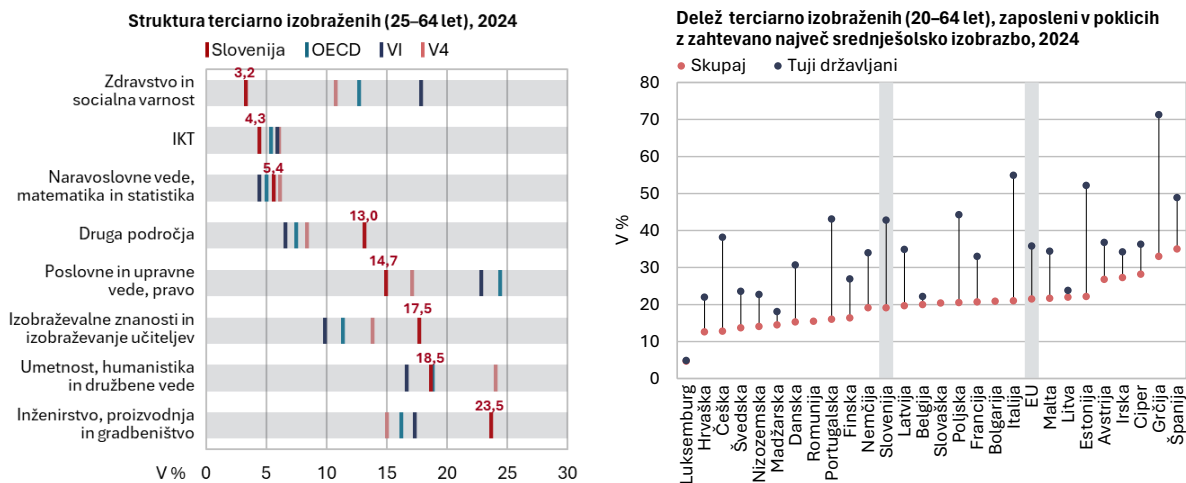 Struktura terciarno izobraženih (25–64 let), 2024
Slovenija OECD VI V4
Zdravstvo in
socialna varnost
3,2
IKT
4,3
Naravoslovne vede,
matematika in statistika
5,4
Druga področja
13,0
Poslovne in upravne
vede, pravo
14,7
Izobraževalne znanosti in
izobraževanje učiteljev
17,5
Umetnost, humanistika
in družbene vede
18,5
Inženirstvo, proizvodnja
in gradbeništvo
23,5
V % 0 5 10 15 20 25 30
Delež terciarno izobraženih (20–64 let), zaposleni v poklicih
z zahtevano največ srednješolsko izobrazbo, 2024
Skupaj Tuji državljani
V %
80
70
60
50
40
30
20
10
0
Luksemburg
Hrvaška
Češka
Švedska
Nizozemska
Madžarska
Danska
Romunija
Portugalska
Finska
Nemčija
Slovenija
Latvija
Belgija
Slovaška
Poljska
Francija
Bolgarija
Italija
EU
Malta
Litva
Estonija
Avstrija
Irska
Ciper
Grčija
Španija